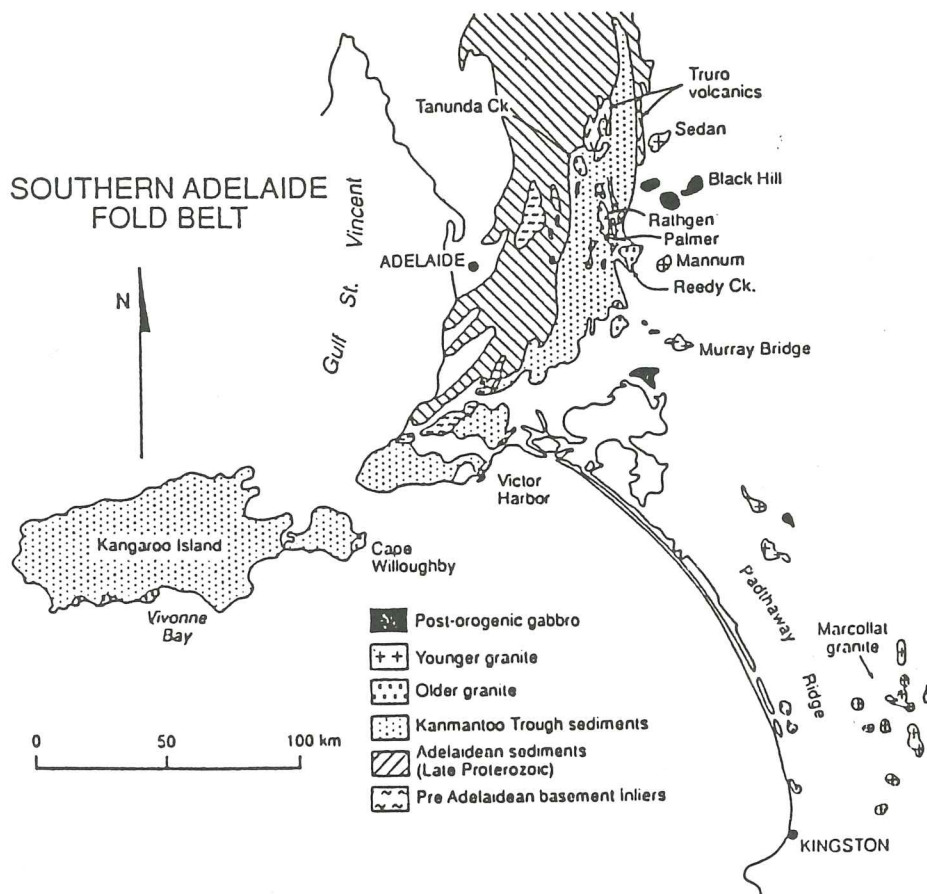 Truro
volcanics
Tanunda Ck.
Sedan
SOUTHERN ADELAIDE
FOLD BELT
Black Hill
Gulf St. Vincent
Rathgen
Palmer
ADELAIDE
Mannum
Reedy Ck.
N
Murray Bridge
Victor
Harbor
Kangaroo Island
Cape
Willoughby
Vivonne
Bay
Padthaway Ridge
Marcollat
granite
Post-orogenic gabbro
Younger granite
Older granite
Kanmantoo Trough sediments
Adelaidean sediments
(Late Proterozoic)
Pre Adelaidean basement inliers
0 50 100 km
KINGSTON